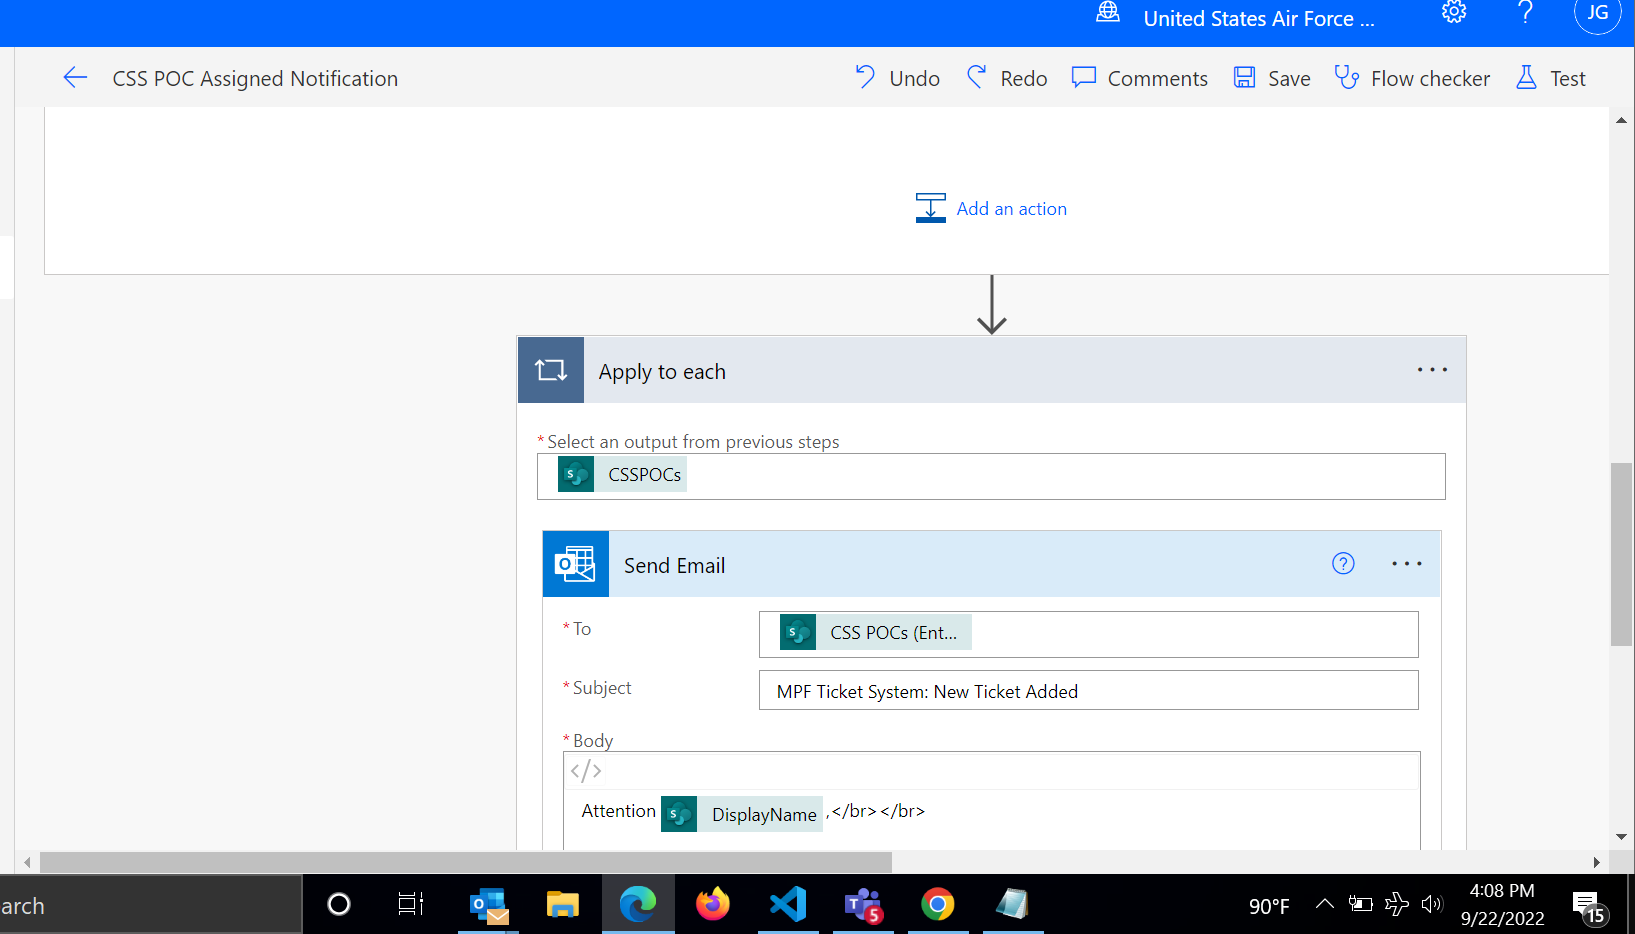 United States Air Force ...
?
JG
CSS POC Assigned Notification
Undo
Redo
Comments
Save
Flow checker
Test
Add an action
Apply to each
...
*Select an output from previous steps
S
CSSPOCs
O
Send Email
?
...
*To
S
CSS POCs (Ent...
*Subject
MPF Ticket System: New Ticket Added
*Body
</>
Attention
S
DisplayName
,</br></br>
arch
O
T
5
90°F
4:08 PM
9/22/2022
15